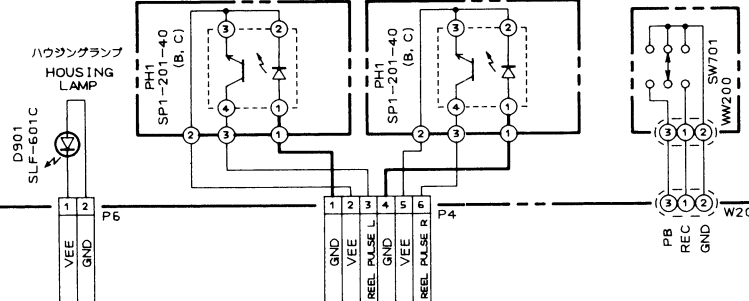 ハウジングランプ
HOUSING
LAMP
D901
SLF-601C
1
2
P6
VEE
GND
PH1
SP1-201-40
(B, C)
3
2
4
1
2
3
1
PH1
SP1-201-40
(B, C)
3
2
4
1
2
3
1
1
2
3
4
5
6
P4
GND
VEE
REEL PULSE L
GND
VEE
REEL PULSE R
SW701
WW200
3
1
2
3
1
2
W20
PB
REC
GND